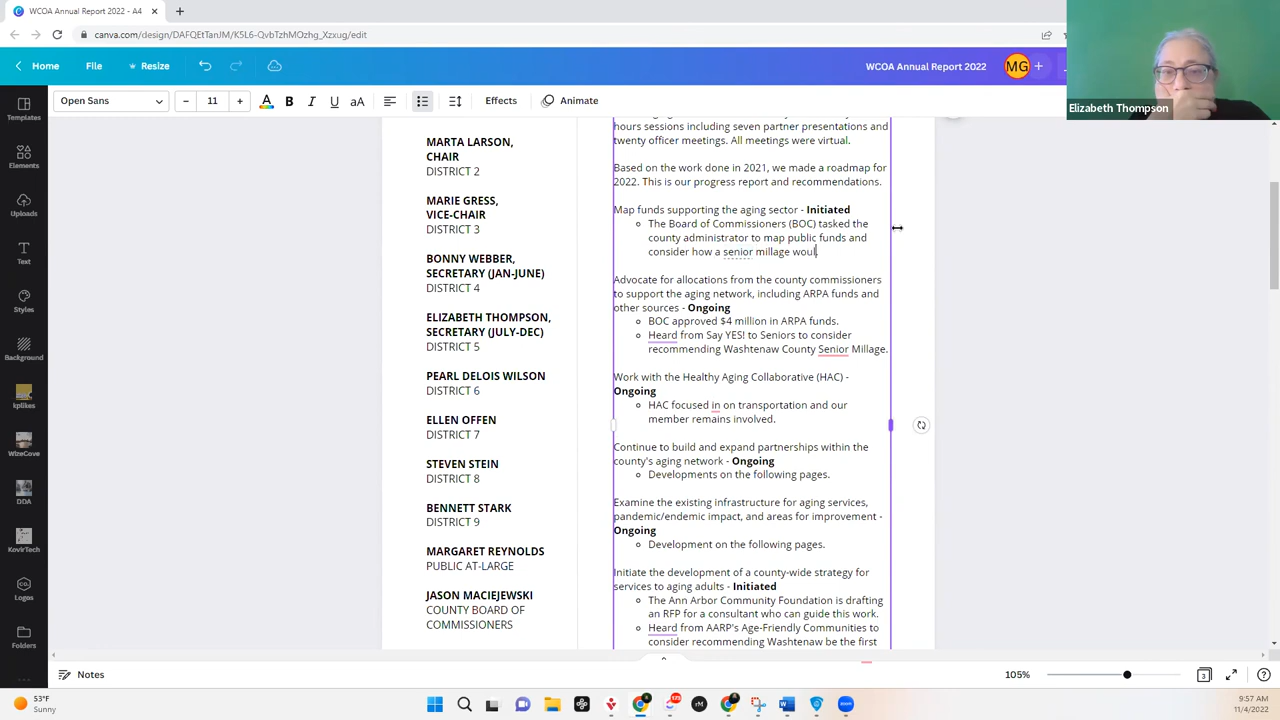 WCOA Annual Report 2022 - A4
canva.com/design/DAFQEtTanJM/K5L6-QvbTzhMOzhg_Xzxug/edit
Home
File
Resize
WCOA Annual Report 2022
MG
Elizabeth Thompson
Open Sans
11
B
I
U
aA
Effects
Animate
Templates
Elements
Uploads
Text
Styles
Background
kplikes
WizeCove
DDA
KovirTech
Logos
Folders
MARTA LARSON,
CHAIR
DISTRICT 2
MARIE GRESS,
VICE-CHAIR
DISTRICT 3
BONNY WEBBER,
SECRETARY (JAN-JUNE)
DISTRICT 4
ELIZABETH THOMPSON,
SECRETARY (JULY-DEC)
DISTRICT 5
PEARL DELOIS WILSON
DISTRICT 6
ELLEN OFFEN
DISTRICT 7
STEVEN STEIN
DISTRICT 8
BENNETT STARK
DISTRICT 9
MARGARET REYNOLDS
PUBLIC AT-LARGE
JASON MACIEJEWSKI
COUNTY BOARD OF
COMMISSIONERS
hours sessions including seven partner presentations and
twenty officer meetings. All meetings were virtual.
Based on the work done in 2021, we made a roadmap for
2022. This is our progress report and recommendations.
Map funds supporting the aging sector - Initiated
The Board of Commissioners (BOC) tasked the
county administrator to map public funds and
consider how a senior millage woul.
Advocate for allocations from the county commissioners
to support the aging network, including ARPA funds and
other sources - Ongoing
BOC approved $4 million in ARPA funds.
Heard from Say YES! to Seniors to consider
recommending Washtenaw County Senior Millage.
Work with the Healthy Aging Collaborative (HAC) -
Ongoing
HAC focused in on transportation and our
member remains involved.
Continue to build and expand partnerships within the
county's aging network - Ongoing
Developments on the following pages.
Examine the existing infrastructure for aging services,
pandemic/endemic impact, and areas for improvement -
Ongoing
Development on the following pages.
Initiate the development of a county-wide strategy for
services to aging adults - Initiated
The Ann Arbor Community Foundation is drafting
an RFP for a consultant who can guide this work.
Heard from AARP's Age-Friendly Communities to
consider recommending Washtenaw be the first
Notes
105%
3
53°F
Sunny
9:57 AM
11/4/2022